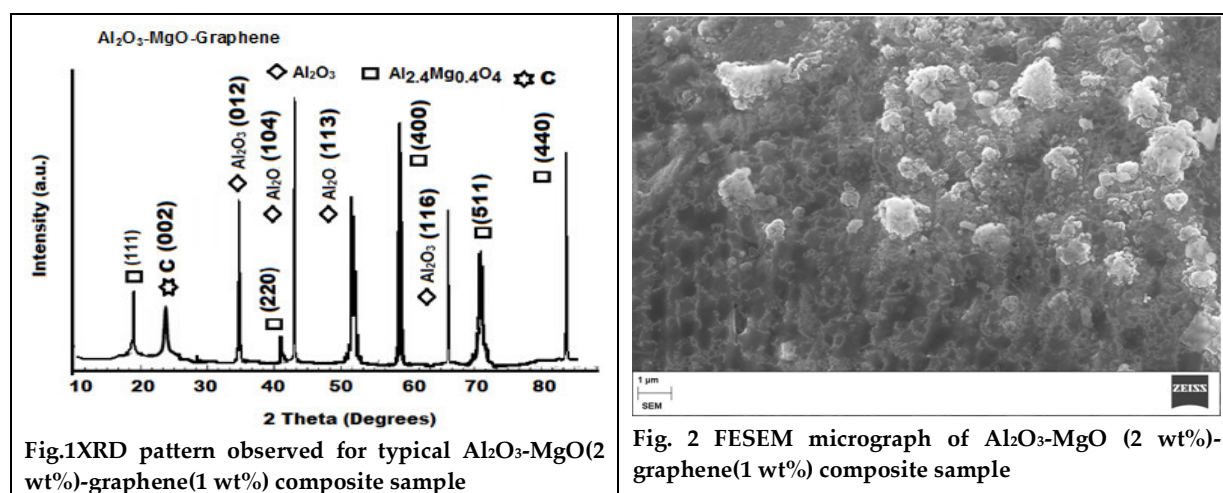 Al₂O₃-MgO-Graphene
◇ Al₂O₃ □ Al₂.₄Mg₀.₄O₄ ✡ C
Intensity (a.u.)
□ (111)
✡ C (002)
◇ Al₂O₃ (012)
□ (220)
◇ Al₂O (104)
◇ Al₂O (113)
□ (400)
◇ Al₂O₃ (116)
□ (511)
□ (440)
10 20 30 40 50 60 70 80
2 Theta (Degrees)
Fig.1XRD pattern observed for typical Al₂O₃-MgO(2
wt%)-graphene(1 wt%) composite sample
1 µm
SEM
ZEISS
Fig. 2 FESEM micrograph of Al₂O₃-MgO (2 wt%)-
graphene(1 wt%) composite sample